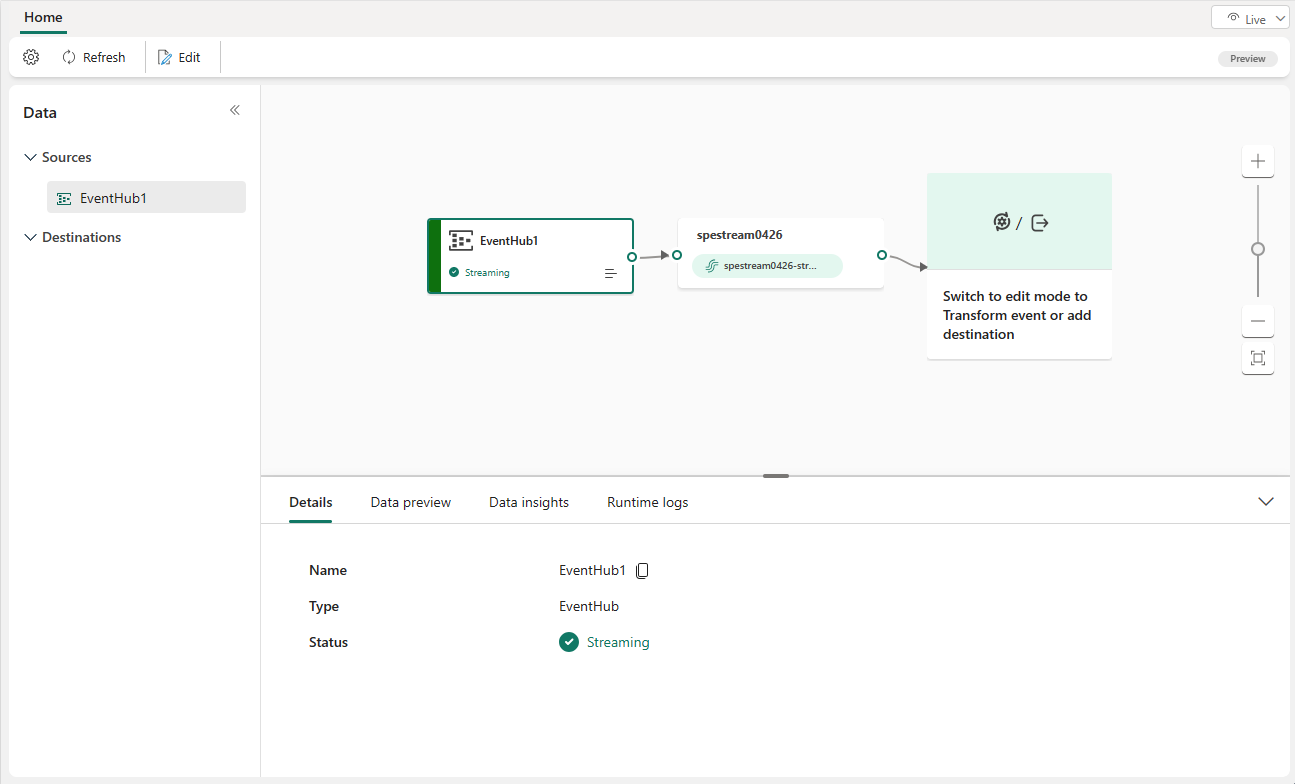 Home
Live
Refresh
Edit
Preview
Data
Sources
EventHub1
Destinations
EventHub1
Streaming
spestream0426
spestream0426-str...
/
Switch to edit mode to
Transform event or add
destination
Details Data preview Data insights Runtime logs
Name EventHub1
Type EventHub
Status Streaming